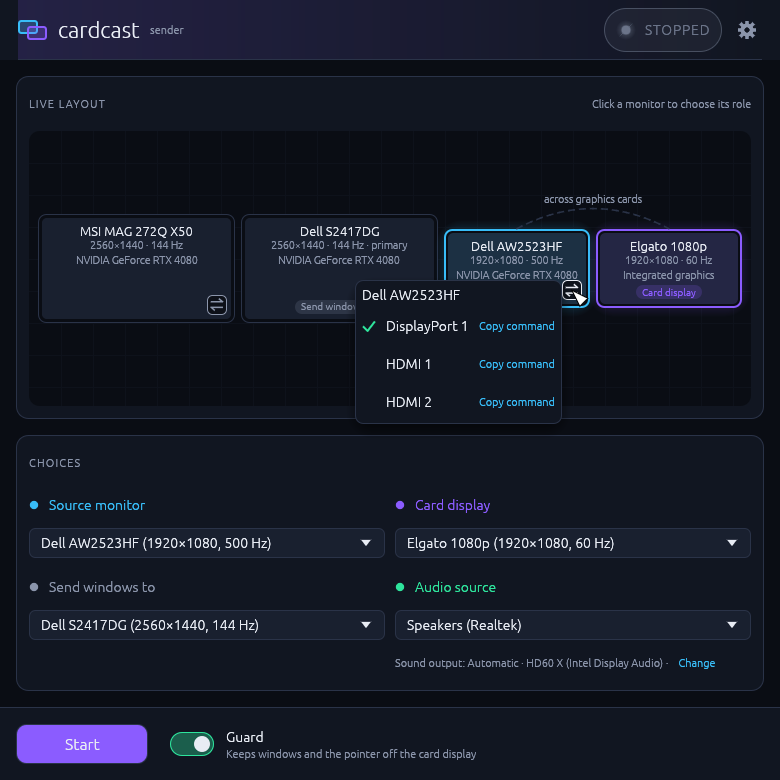 cardcast sender
STOPPED
LIVE LAYOUT
Click a monitor to choose its role
across graphics cards
MSI MAG 272Q X50
2560×1440 · 144 Hz
NVIDIA GeForce RTX 4080
Dell S2417DG
2560×1440 · 144 Hz · primary
NVIDIA GeForce RTX 4080
Send
Dell AW2523HF
1920×1080 · 500 Hz
NVIDIA GeForce RTX 4080
Elgato 1080p
1920×1080 · 60 Hz
Integrated graphics
Card display
Dell AW2523HF
DisplayPort 1 Copy command
HDMI 1 Copy command
HDMI 2 Copy command
CHOICES
Source monitor
Dell AW2523HF (1920×1080, 500 Hz)
Card display
Elgato 1080p (1920×1080, 60 Hz)
Send windows to
Dell S2417DG (2560×1440, 144 Hz)
Audio source
Speakers (Realtek)
Sound output: Automatic · HD60 X (Intel Display Audio) · Change
Start
Guard
Keeps windows and the pointer off the card display